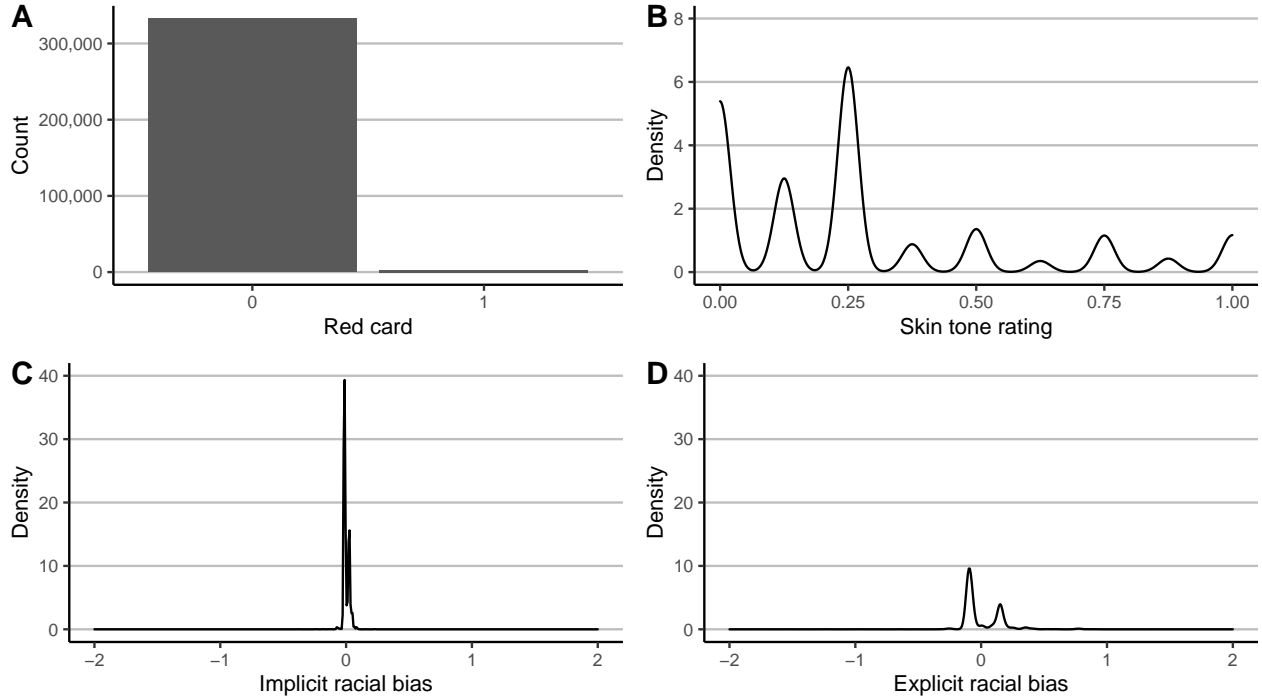 A
Count
300,000
200,000
100,000
0
0 1
Red card
B
Density
8
6
4
2
0
0.00 0.25 0.50 0.75 1.00
Skin tone rating
C
Density
40
30
20
10
0
−2 −1 0 1 2
Implicit racial bias
D
Density
40
30
20
10
0
−2 −1 0 1 2
Explicit racial bias